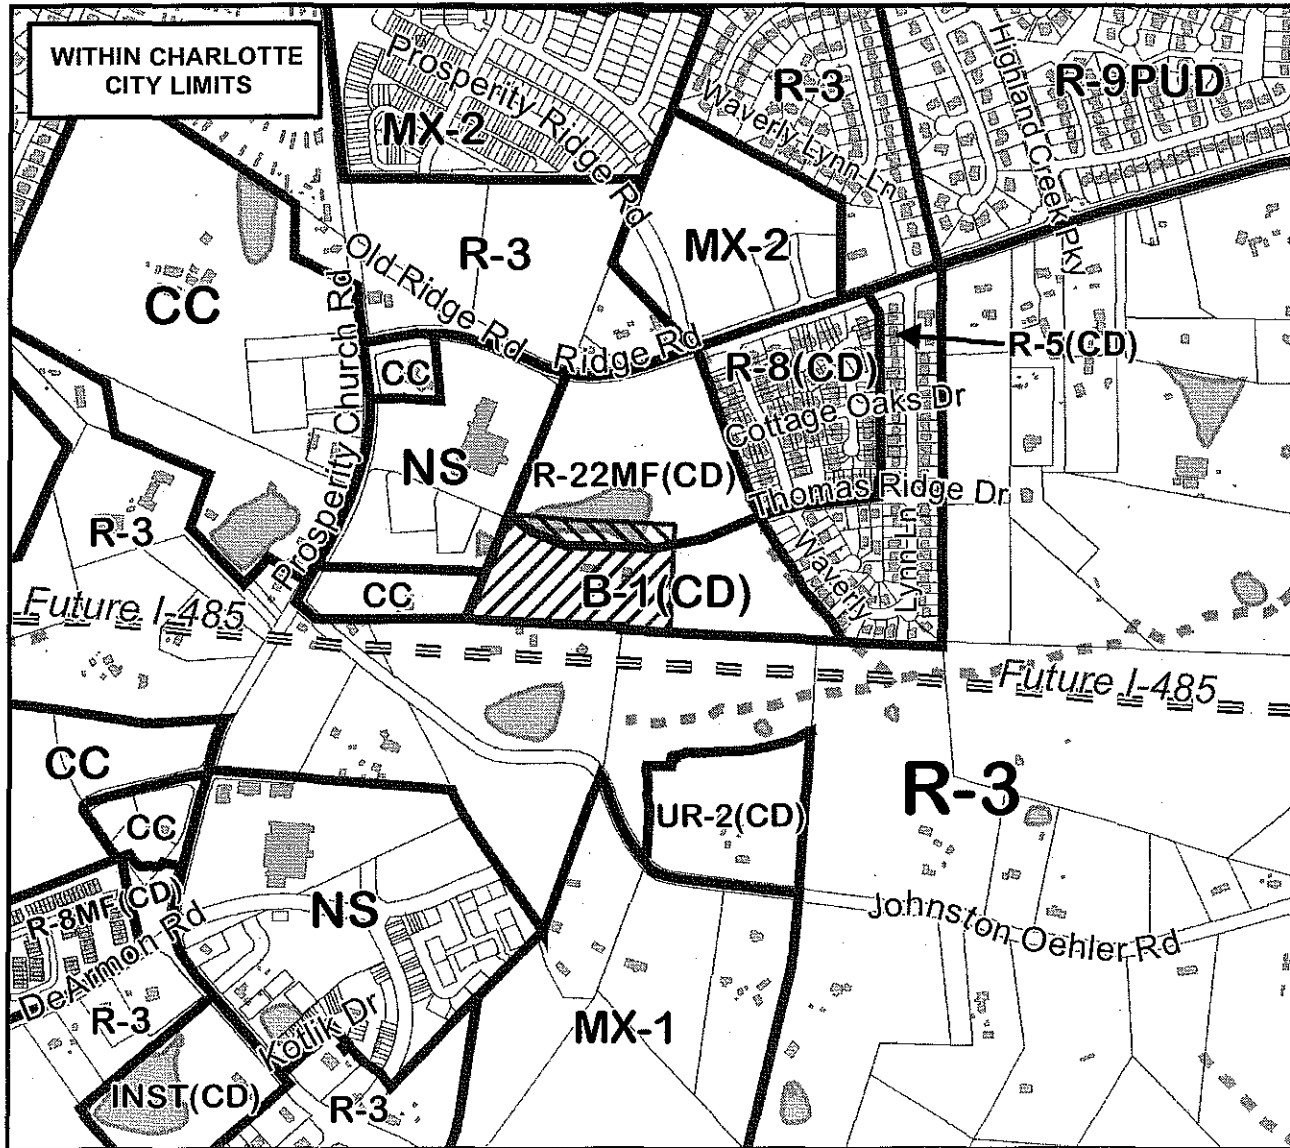 WITHIN CHARLOTTE
CITY LIMITS
Prosperity Ridge Rd
MX-2
R-3
Waverly Lynn Ln
Highland Creek Pky
R-9PUD
CC
R-3
MX-2
Old Ridge Rd
Ridge Rd
Prosperity Church Rd
CC
R-8(CD)
R-5(CD)
Cottage Oaks Dr
NS
R-22MF(CD)
Thomas Ridge Dr
R-3
Waverly Lynn Ln
CC
B-1(CD)
Future I-485
Future I-485
CC
CC
UR-2(CD)
R-3
R-8MF(CD)
NS
DeArmon Rd
Johnston Oehler Rd
R-3
Kotlik Dr
MX-1
INST(CD)
R-3